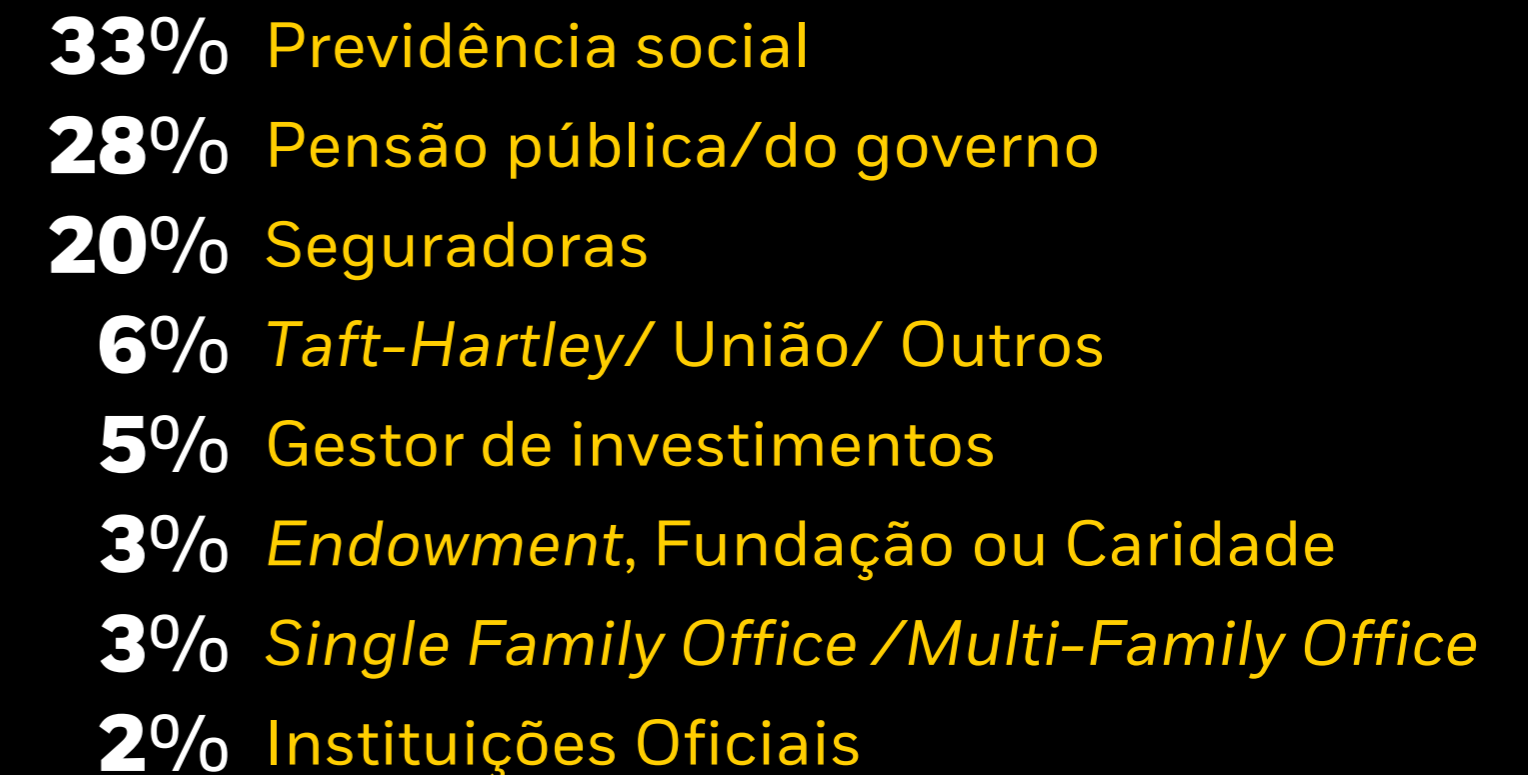 33% Previdência social
28% Pensão pública/do governo
20% Seguradoras
6% Taft-Hartley/ União/ Outros
5% Gestor de investimentos
3% Endowment, Fundação ou Caridade
3% Single Family Office /Multi-Family Office
2% Instituições Oficiais